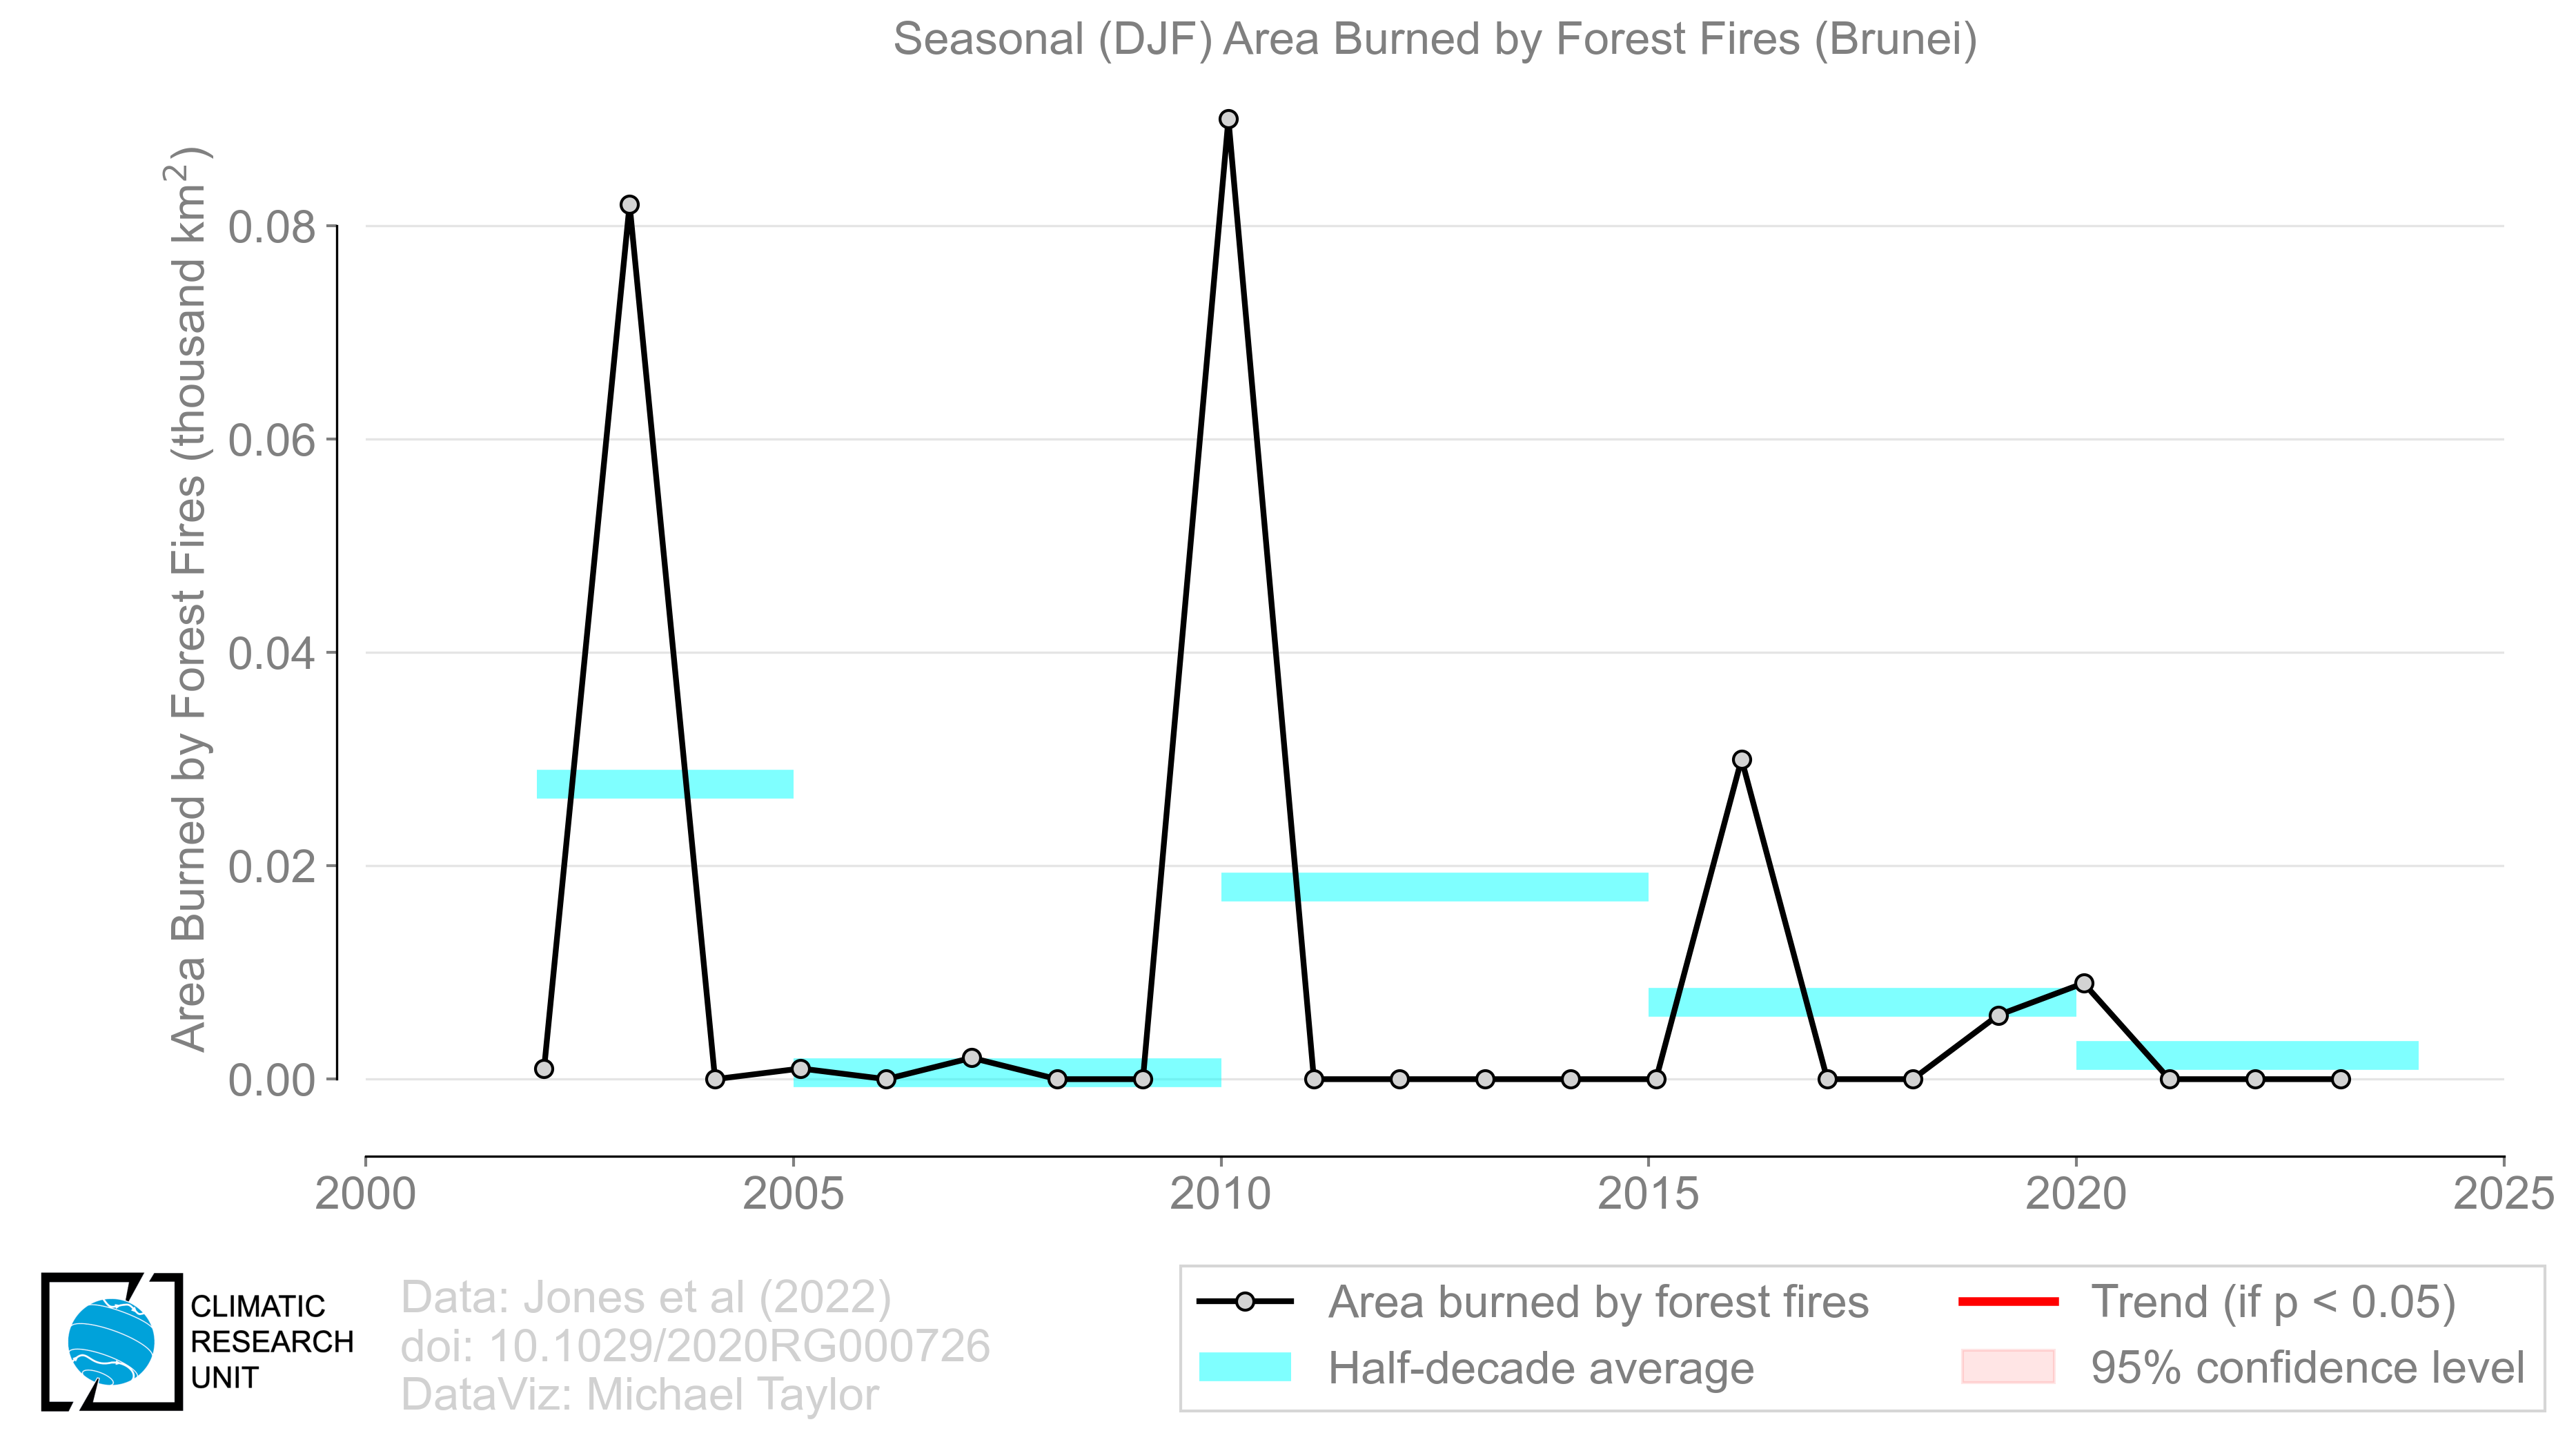 Seasonal (DJF) Area Burned by Forest Fires (Brunei)
Area Burned by Forest Fires (thousand km²)
0.08
0.06
0.04
0.02
0.00
2000
2005
2010
2015
2020
2025
CLIMATIC
RESEARCH
UNIT
Data: Jones et al (2022)
doi: 10.1029/2020RG000726
DataViz: Michael Taylor
Area burned by forest fires
Half-decade average
Trend (if p < 0.05)
95% confidence level